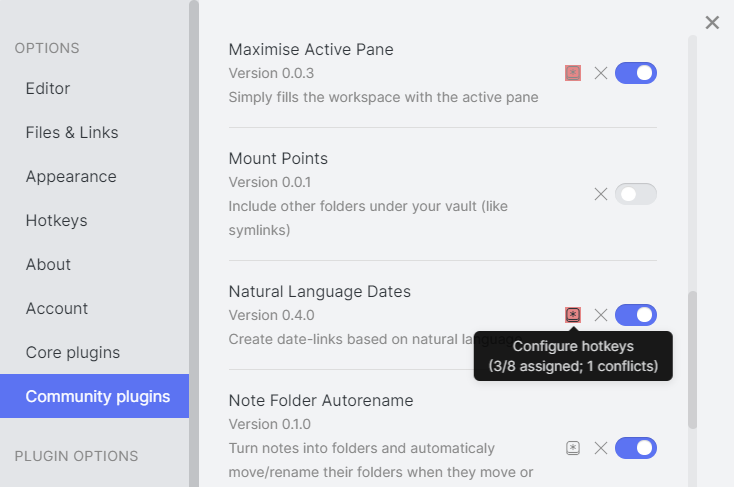 OPTIONS
Editor
Files & Links
Appearance
Hotkeys
About
Account
Core plugins
Community plugins
PLUGIN OPTIONS
Maximise Active Pane
Version 0.0.3
Simply fills the workspace with the active pane
Mount Points
Version 0.0.1
Include other folders under your vault (like
symlinks)
Natural Language Dates
Version 0.4.0
Create date-links based on natural language
Configure hotkeys
(3/8 assigned; 1 conflicts)
Note Folder Autorename
Version 0.1.0
Turn notes into folders and automaticaly
move/rename their folders when they move or